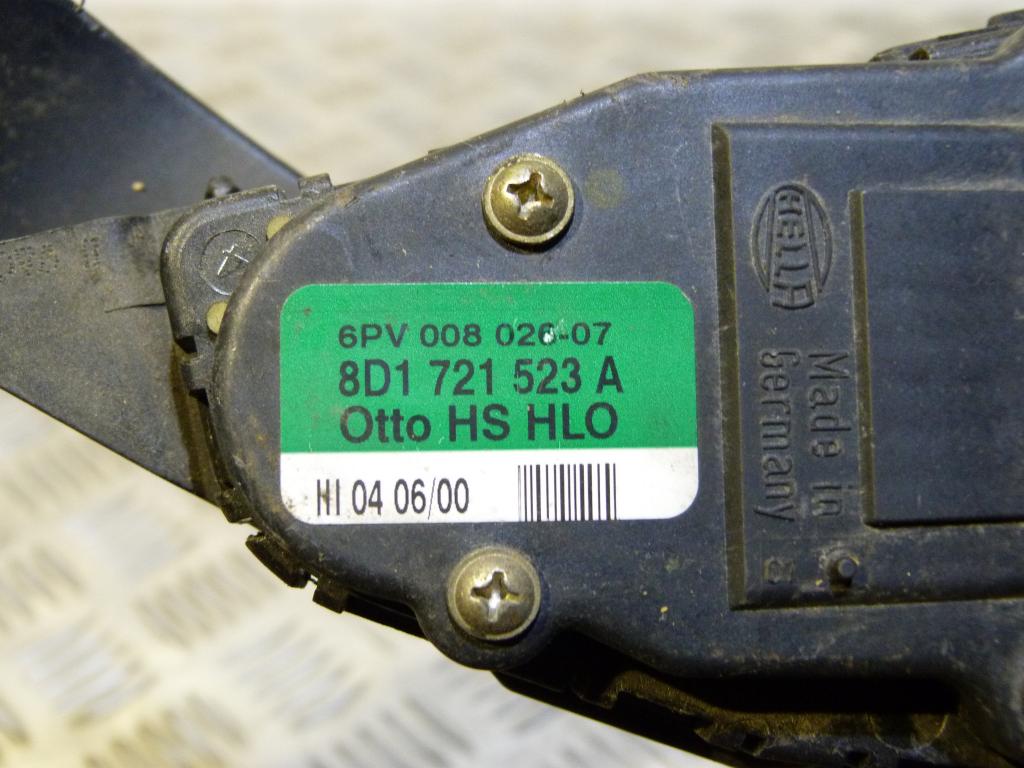 6PV 008 026-07
8D1 721 523 A
Otto HS HLO
HI 04 06/00
HELLA
Made in
Germany